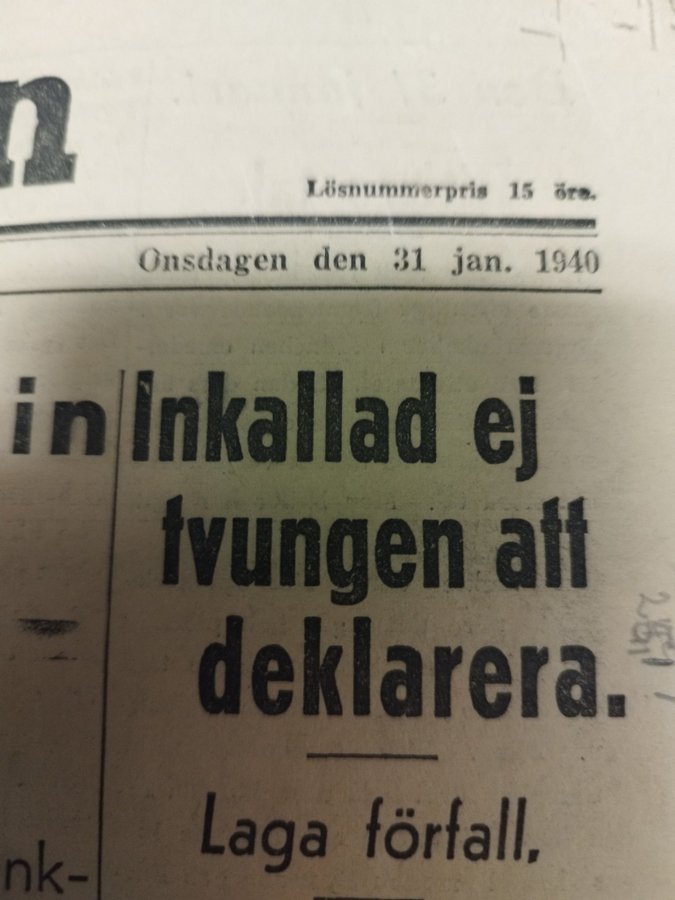 n
Lösnummerpris 15 öre.
Onsdagen den 31 jan. 1940
in
Inkallad ej
tvungen att
deklarera.
Laga förfall,
nk-